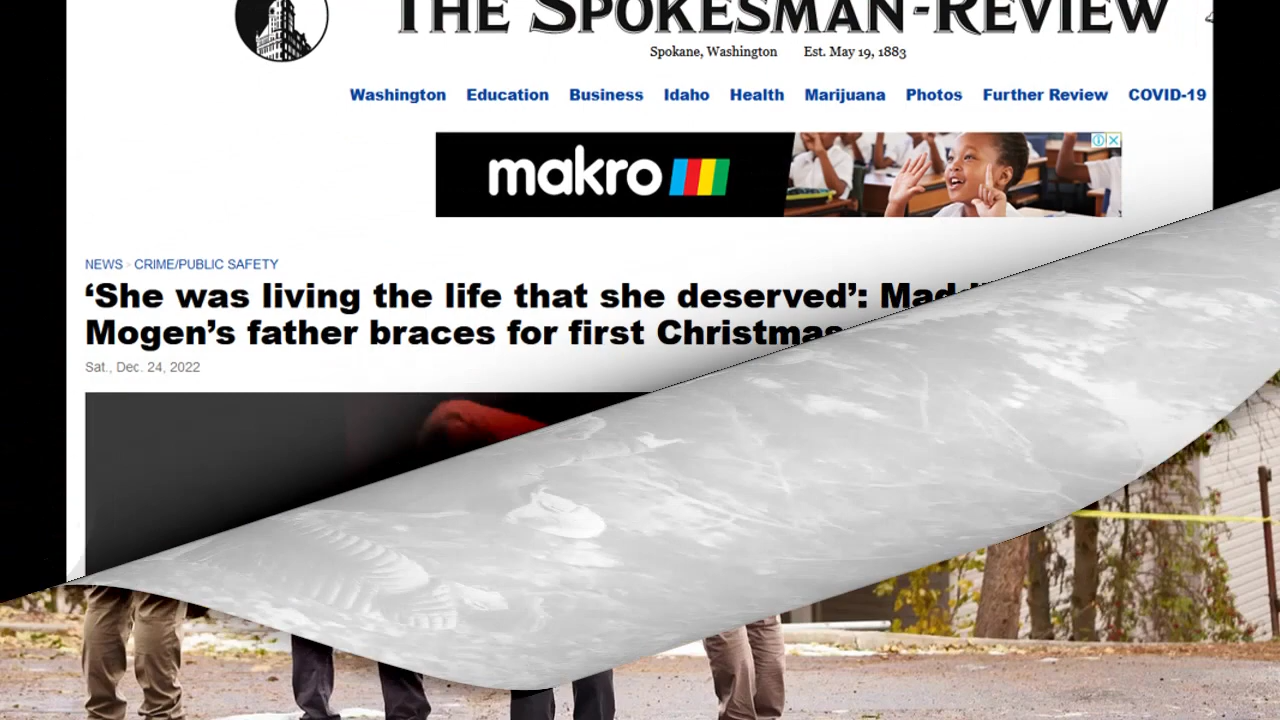 THE SPOKESMAN-REVIEW
Spokane, Washington Est. May 19, 1883
Washington Education Business Idaho Health Marijuana Photos Further Review COVID-19
makro
NEWS > CRIME/PUBLIC SAFETY
‘She was living the life that she deserved’:
Mogen’s father braces for first Christmas
Sat., Dec. 24, 2022